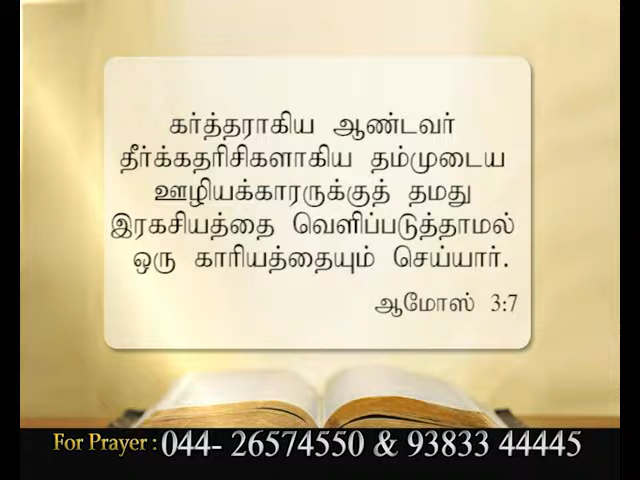 கர்த்தராகிய ஆண்டவர்
தீர்க்கதரிசிகளாகிய தம்முடைய
ஊழியக்காரருக்குத் தமது
இரகசியத்தை வெளிப்படுத்தாமல்
ஒரு காரியத்தையும் செய்யார்.
ஆமோஸ் 3:7
For Prayer : 044- 26574550 & 93833 44445